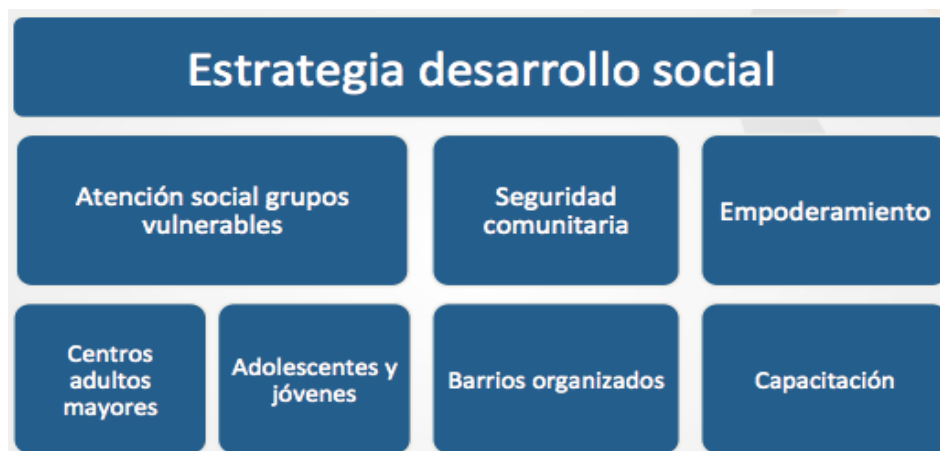 Estrategia desarrollo social
Atención social grupos
vulnerables
Seguridad
comunitaria
Empoderamiento
Centros
adultos
mayores
Adolescentes y
jóvenes
Barrios organizados
Capacitación